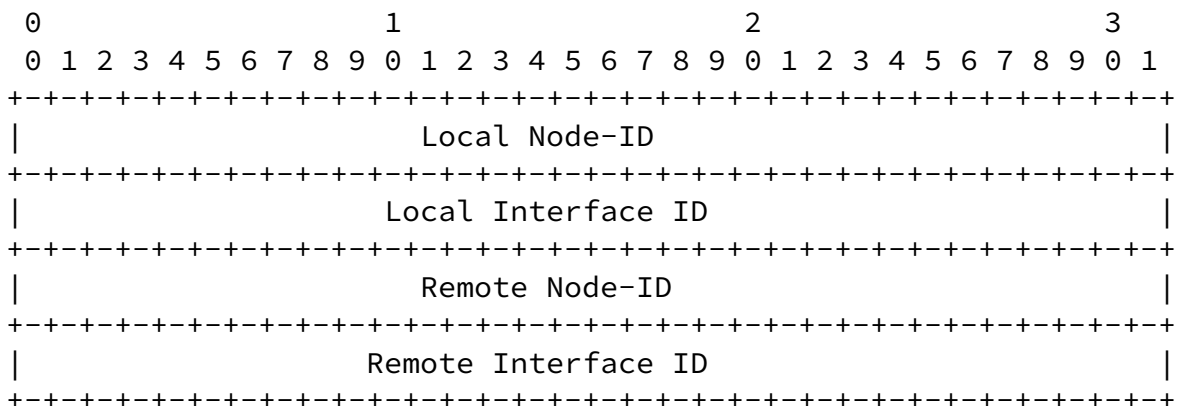 0                   1                   2                   3
 0 1 2 3 4 5 6 7 8 9 0 1 2 3 4 5 6 7 8 9 0 1 2 3 4 5 6 7 8 9 0 1
+-+-+-+-+-+-+-+-+-+-+-+-+-+-+-+-+-+-+-+-+-+-+-+-+-+-+-+-+-+-+-+-+
|                      Local Node-ID                            |
+-+-+-+-+-+-+-+-+-+-+-+-+-+-+-+-+-+-+-+-+-+-+-+-+-+-+-+-+-+-+-+-+
|                    Local Interface ID                         |
+-+-+-+-+-+-+-+-+-+-+-+-+-+-+-+-+-+-+-+-+-+-+-+-+-+-+-+-+-+-+-+-+
|                      Remote Node-ID                           |
+-+-+-+-+-+-+-+-+-+-+-+-+-+-+-+-+-+-+-+-+-+-+-+-+-+-+-+-+-+-+-+-+
|                   Remote Interface ID                         |
+-+-+-+-+-+-+-+-+-+-+-+-+-+-+-+-+-+-+-+-+-+-+-+-+-+-+-+-+-+-+-+-+